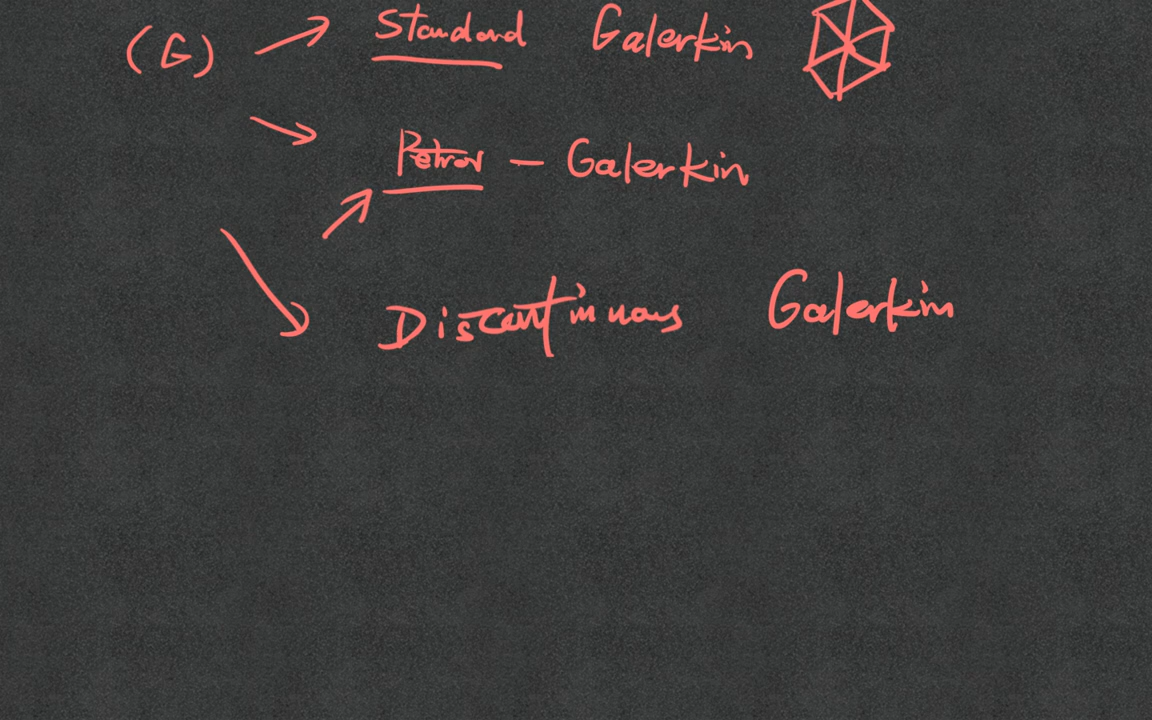 (G) → Standard Galerkin
Petrov - Galerkin
Discontinuous Galerkin